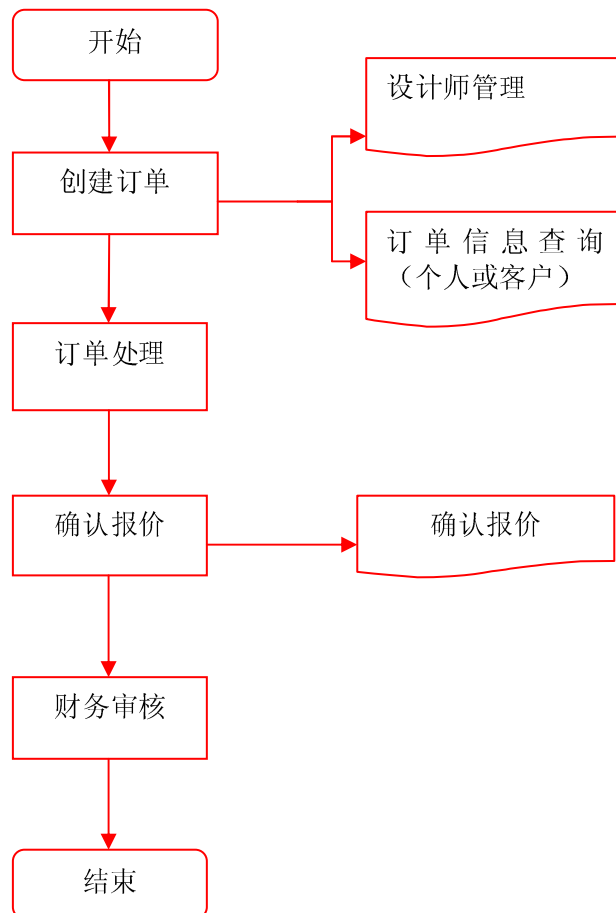 开始
设计师管理
创建订单
订单信息查询
（个人或客户）
订单处理
确认报价
确认报价
财务审核
结束